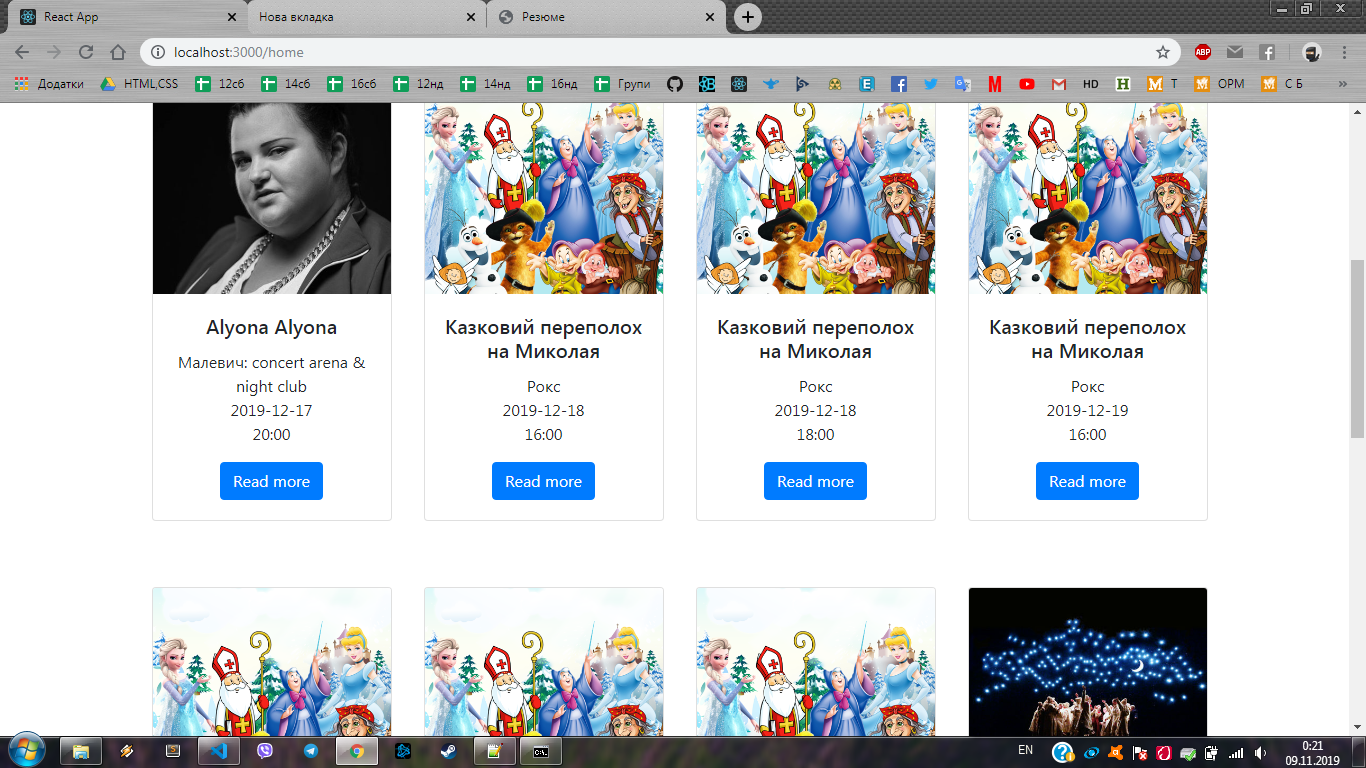 React App
Нова вкладка
Резюме
localhost:3000/home
ABP
Додатки
HTML,CSS
12сб
14сб
16сб
12нд
14нд
16нд
Групи
HD
Т
ОРМ
С Б
Alyona Alyona
Малевич: concert arena &
night club
2019-12-17
20:00
Read more
Казковий переполох
на Миколая
Рокс
2019-12-18
16:00
Read more
Казковий переполох
на Миколая
Рокс
2019-12-18
18:00
Read more
Казковий переполох
на Миколая
Рокс
2019-12-19
16:00
Read more
EN
0:21
09.11.2019